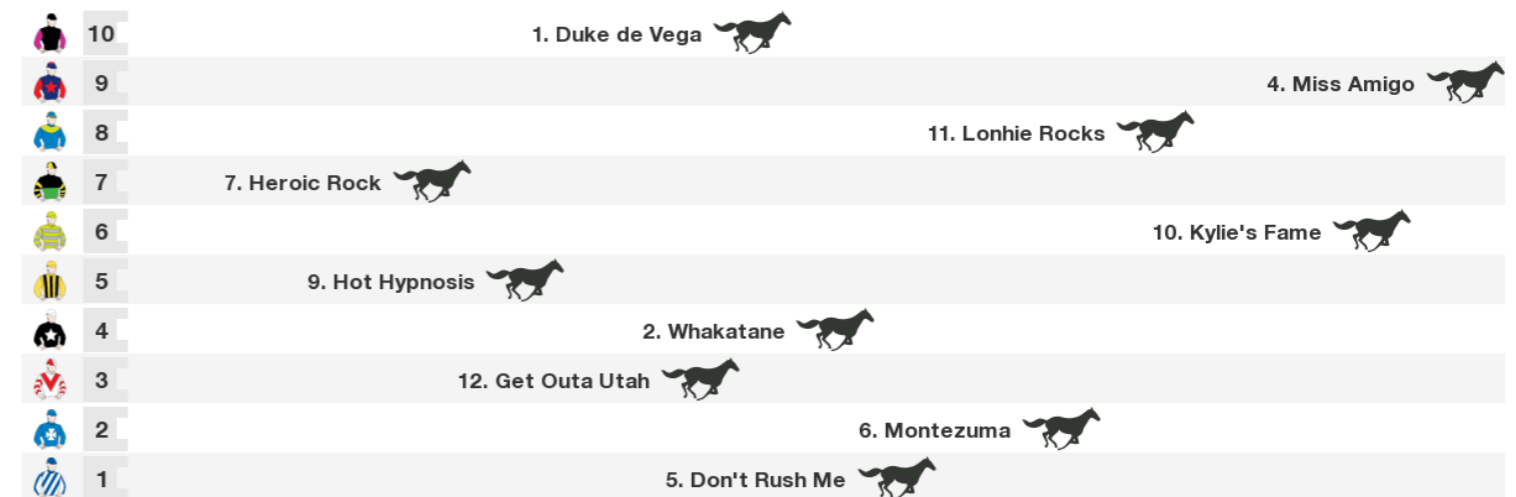 10 1. Duke de Vega
9 4. Miss Amigo
8 11. Lonhie Rocks
7 7. Heroic Rock
6 10. Kylie's Fame
5 9. Hot Hypnosis
4 2. Whakatane
3 12. Get Outa Utah
2 6. Montezuma
1 5. Don't Rush Me